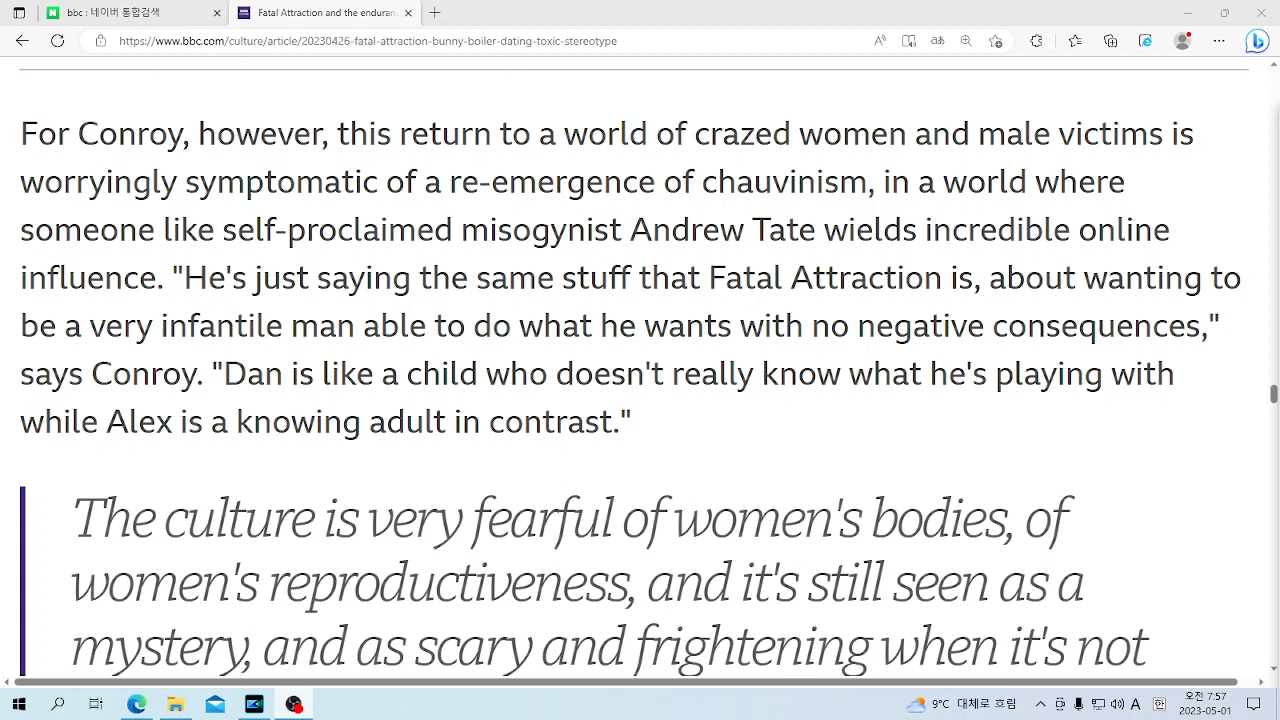 bbc : 네이버 통합검색
Fatal Attraction and the enduran
https://www.bbc.com/culture/article/20230426-fatal-attraction-bunny-boiler-dating-toxic-stereotype
For Conroy, however, this return to a world of crazed women and male victims is
worryingly symptomatic of a re-emergence of chauvinism, in a world where
someone like self-proclaimed misogynist Andrew Tate wields incredible online
influence. "He's just saying the same stuff that Fatal Attraction is, about wanting to
be a very infantile man able to do what he wants with no negative consequences,"
says Conroy. "Dan is like a child who doesn't really know what he's playing with
while Alex is a knowing adult in contrast."
The culture is very fearful of women's bodies, of
women's reproductiveness, and it's still seen as a
mystery, and as scary and frightening when it's not
9°C 대체로 흐림
A
오전 7:57
2023-05-01